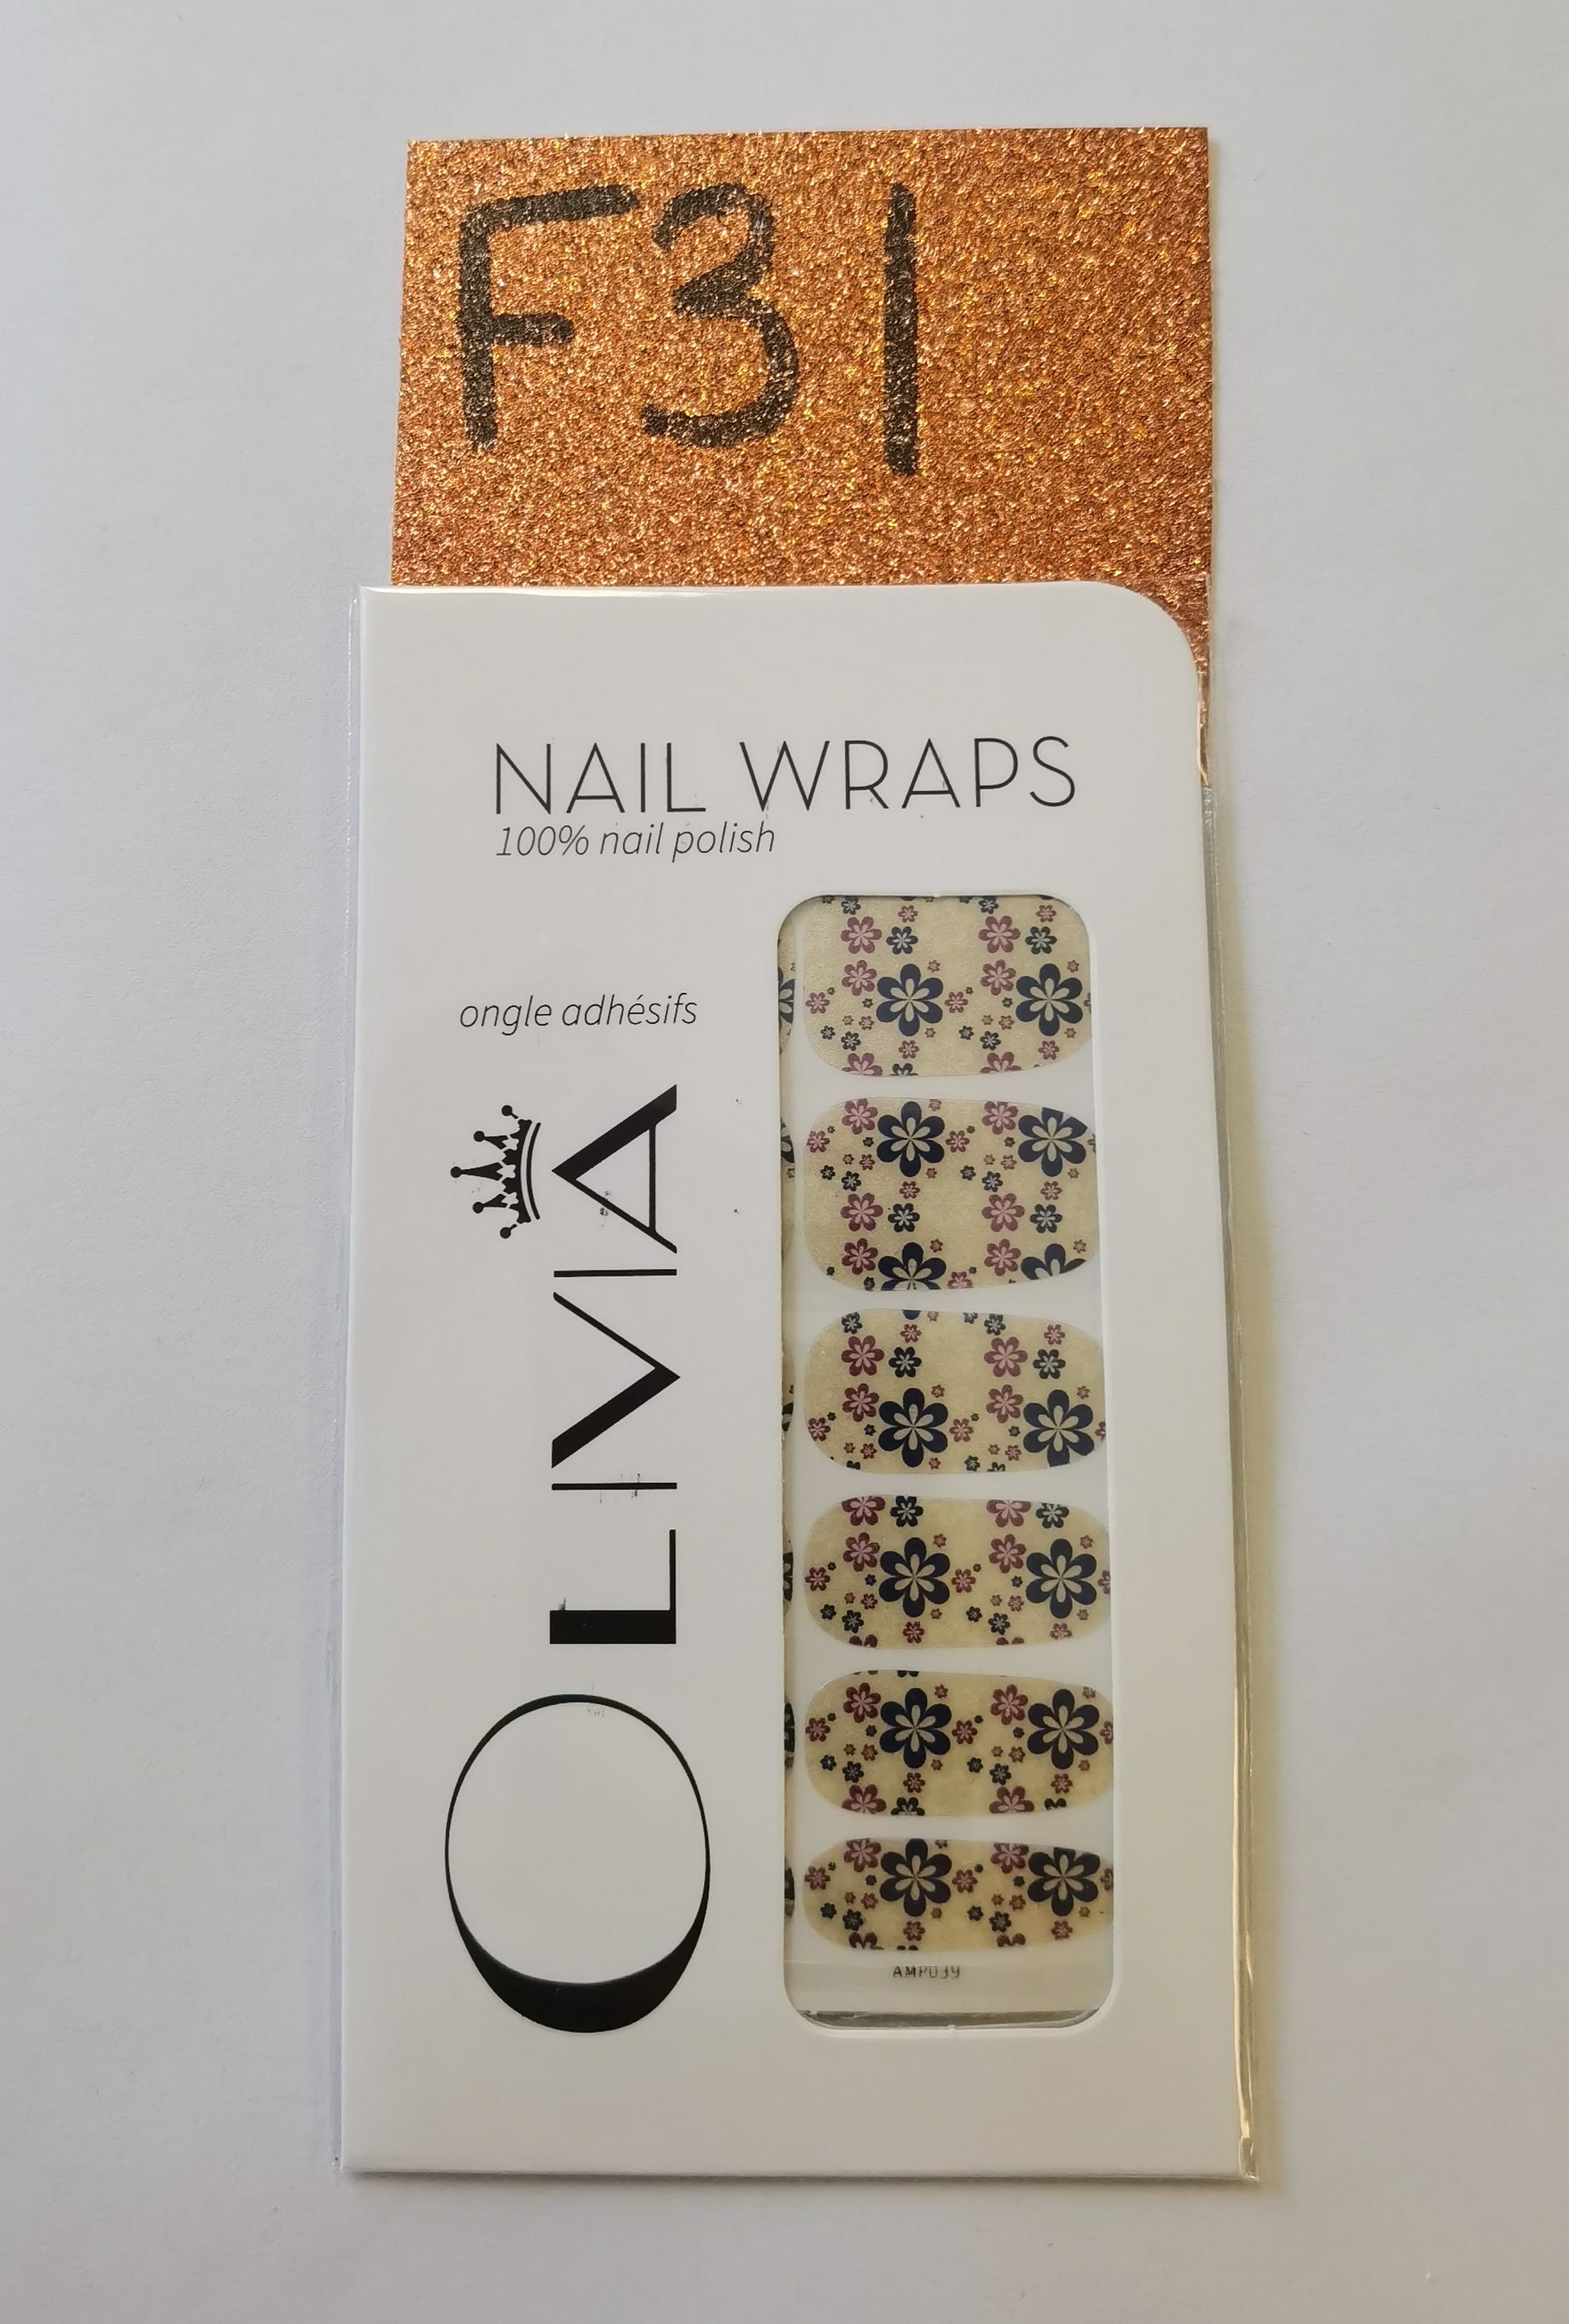 F31
NAIL WRAPS
100% nail polish
ongle adhésifs
OLIVIA
AMP039